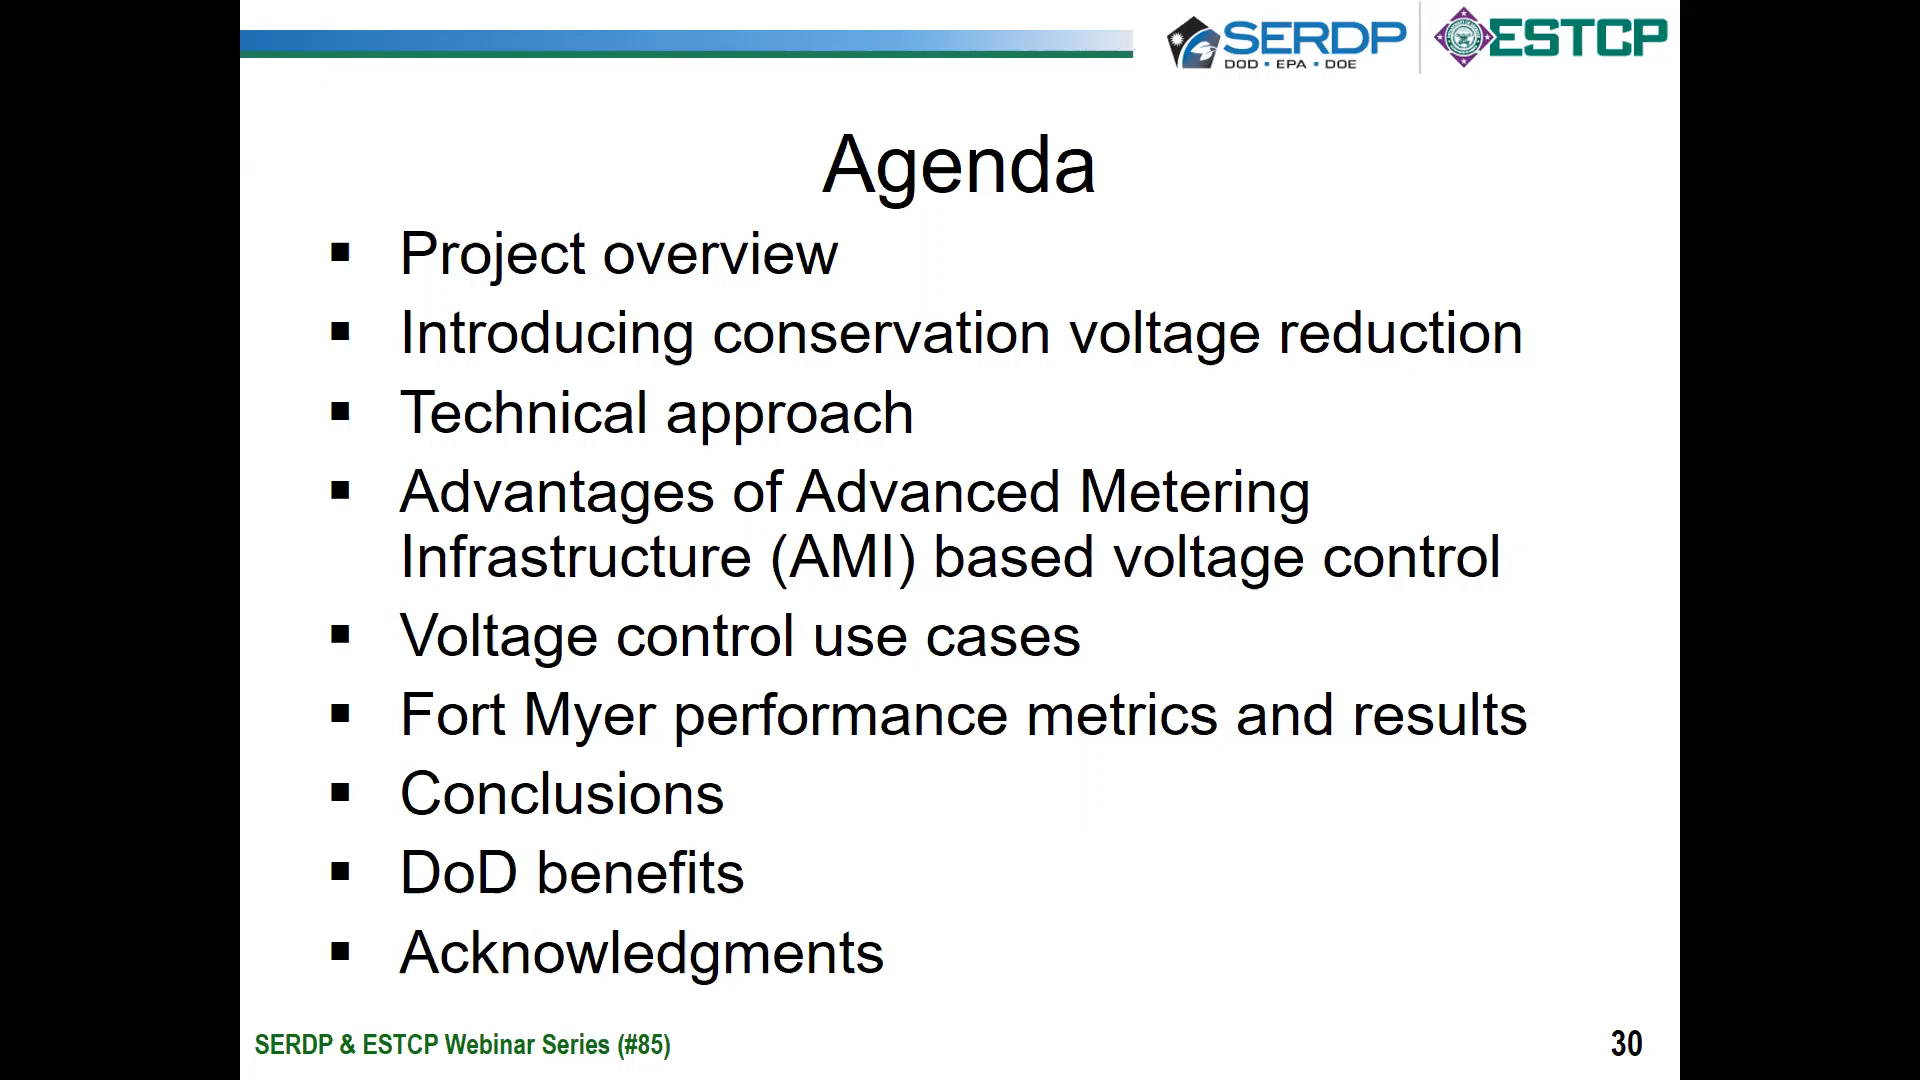 SERDP
DOD ▪ EPA ▪ DOE
ESTCP
Agenda
▪ Project overview
▪ Introducing conservation voltage reduction
▪ Technical approach
▪ Advantages of Advanced Metering
Infrastructure (AMI) based voltage control
▪ Voltage control use cases
▪ Fort Myer performance metrics and results
▪ Conclusions
▪ DoD benefits
▪ Acknowledgments
SERDP & ESTCP Webinar Series (#85)
30